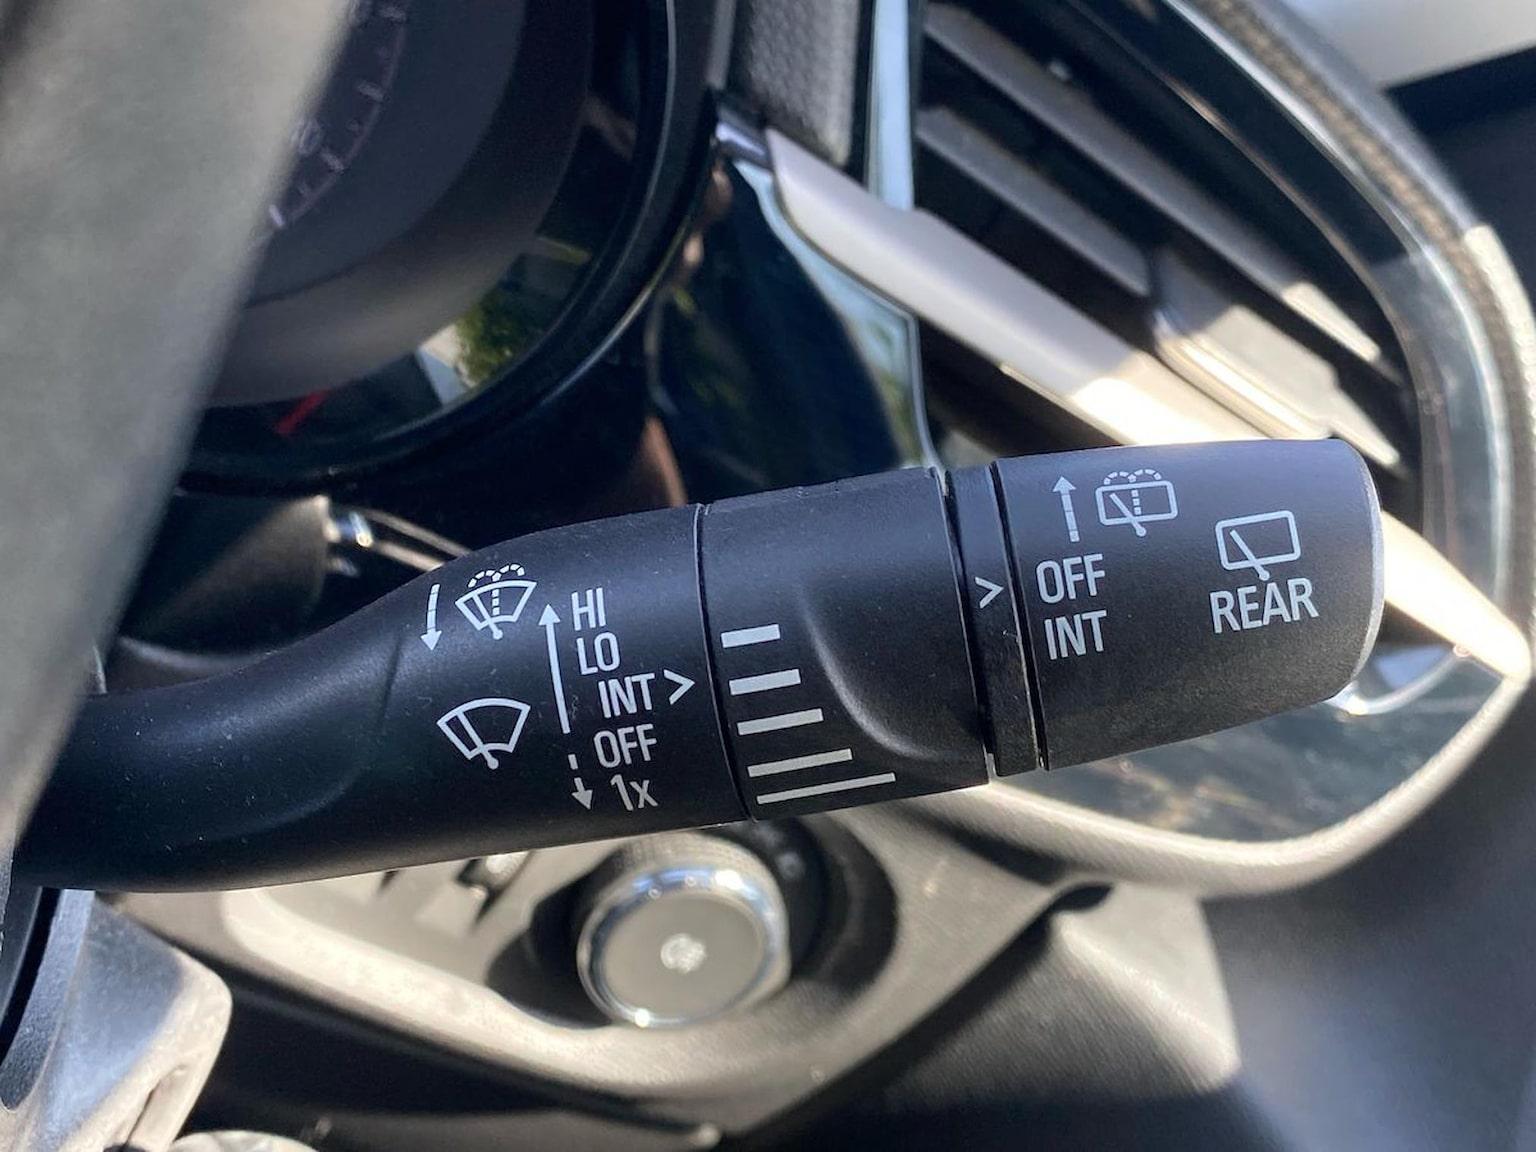 HI
LO
INT >
OFF
1x
>
OFF
INT
REAR